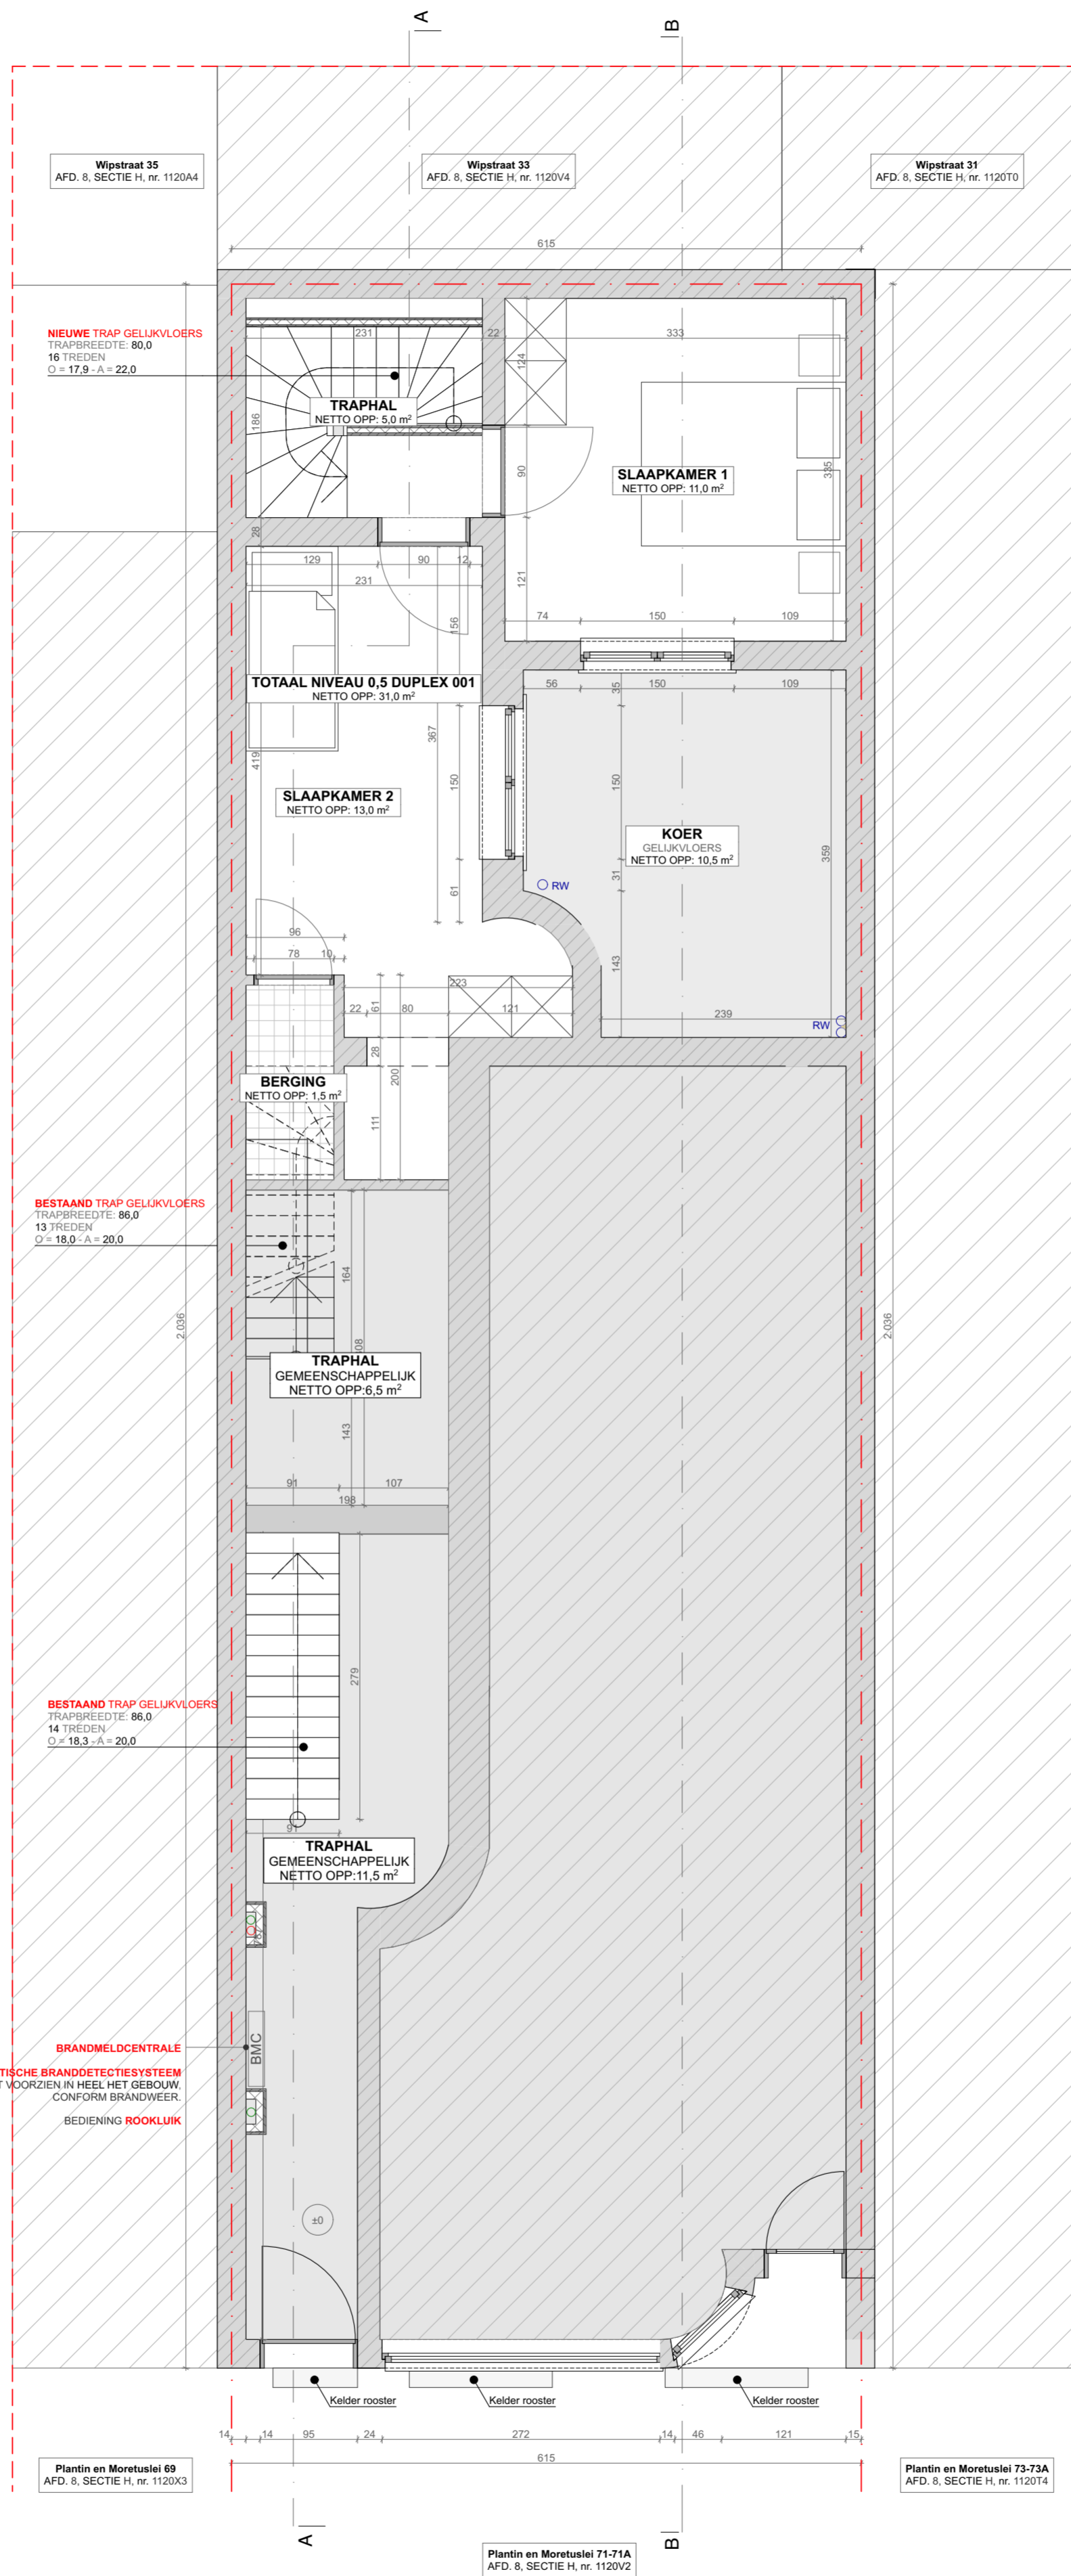 A
B
Wipstraat 35
AFD. 8, SECTIE H, nr. 1120A4
Wipstraat 33
AFD. 8, SECTIE H, nr. 1120V4
Wipstraat 31
AFD. 8, SECTIE H, nr. 1120T0
615
NIEUWE TRAP GELIJKVLOERS
TRAPBREEDTE: 80,0
16 TREDEN
O = 17,9 - A = 22,0
231
22
333
124
186
TRAPHAL
NETTO OPP: 5,0 m²
90
335
SLAAPKAMER 1
NETTO OPP: 11,0 m²
28
121
129
90
12
231
156
74
150
109
TOTAAL NIVEAU 0,5 DUPLEX 001
NETTO OPP: 31,0 m²
56
150
109
35
367
419
150
150
SLAAPKAMER 2
NETTO OPP: 13,0 m²
KOER
GELIJKVLOERS
NETTO OPP: 10,5 m²
359
31
RW
61
96
78
10
143
223
22
61
80
121
239
RW
28
200
BERGING
NETTO OPP: 1,5 m²
111
BESTAAND TRAP GELIJKVLOERS
TRAPBREEDTE: 86,0
13 TREDEN
O = 18,0 - A = 20,0
164
2.036
2.036
TRAPHAL
GEMEENSCHAPPELIJK
NETTO OPP:6,5 m²
143
91
107
198
279
BESTAAND TRAP GELIJKVLOERS
TRAPBREEDTE: 86,0
14 TREDEN
O = 18,3 - A = 20,0
91
TRAPHAL
GEMEENSCHAPPELIJK
NETTO OPP:11,5 m²
BRANDMELDCENTRALE
BMC
TISCHE BRANDDETECTIESYSTEEM
T VOORZIEN IN HEEL HET GEBOUW,
CONFORM BRANDWEER.
BEDIENING ROOKLUIK
±0
Kelder rooster
Kelder rooster
Kelder rooster
14
14
95
24
272
14
46
121
15
615
Plantin en Moretuslei 69
AFD. 8, SECTIE H, nr. 1120X3
Plantin en Moretuslei 73-73A
AFD. 8, SECTIE H, nr. 1120T4
A
B
Plantin en Moretuslei 71-71A
AFD. 8, SECTIE H, nr. 1120V2